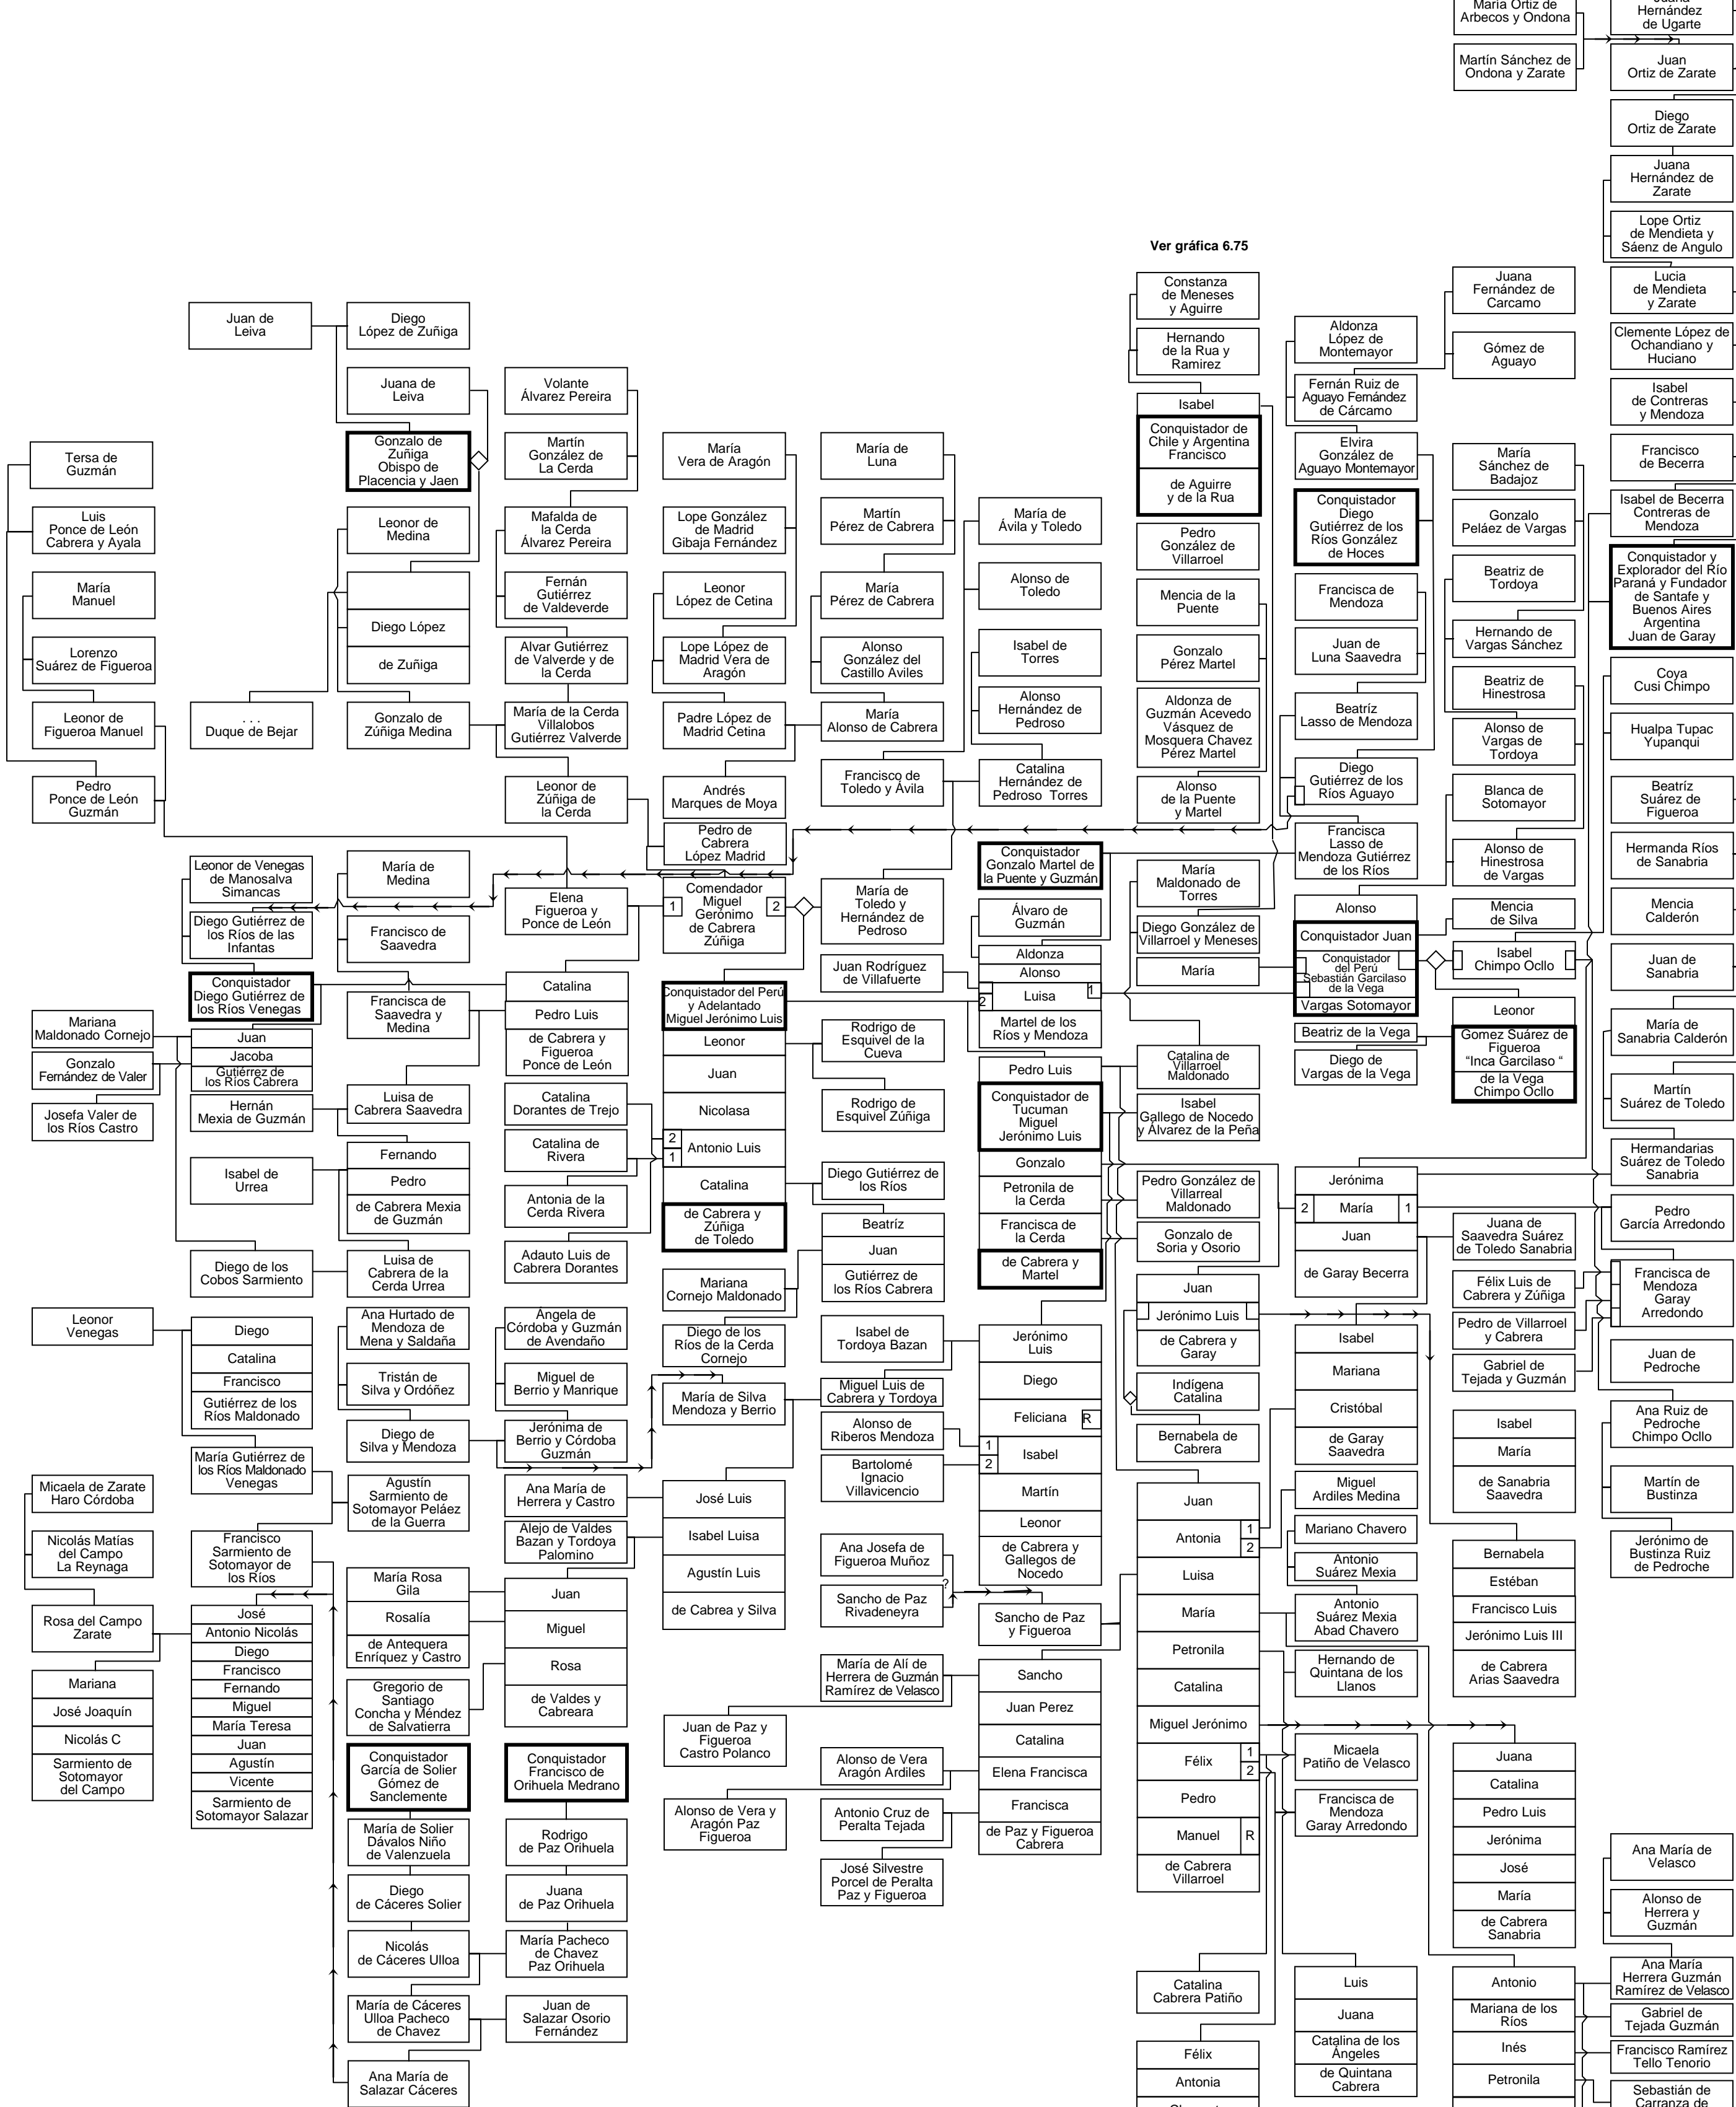 María Ortiz de
Arbecos y Ondona
Martín Sánchez de
Ondona y Zarate
Hernández
de Ugarte
Juan
Ortiz de Zarate
Diego
Ortiz de Zarate
Juana
Hernández de
Zarate
Lope Ortiz
de Mendieta y
Sáenz de Angulo
Lucia
de Mendieta
y Zarate
Clemente López de
Ochandiano y
Huciano
Isabel
de Contreras
y Mendoza
Francisco
de Becerra
Isabel de Becerra
Contreras de
Mendoza
Conquistador y
Explorador del Río
Paraná y Fundador
de Santafe y
Buenos Aires
Argentina
Juan de Garay
Coya
Cusi Chimpo
Hualpa Tupac
Yupanqui
Beatríz
Suárez de
Figueroa
Hermanda Ríos
de Sanabria
Mencia
Calderón
Juan de
Sanabria
María de
Sanabria Calderón
Martín
Suárez de Toledo
Hermandarias
Suárez de Toledo
Sanabria
Pedro
García Arredondo
Francisca de
Mendoza
Garay
Arredondo
Juan de
Pedroche
Ana Ruiz de
Pedroche
Chimpo Ocllo
Martín de
Bustinza
Jerónimo de
Bustinza Ruiz
de Pedroche
Ana María de
Velasco
Alonso de
Herrera y
Guzmán
Ana María
Herrera Guzmán
Ramírez de Velasco
Gabriel de
Tejada Guzmán
Francisco Ramírez
Tello Tenorio
Sebastián de
Carranza de
Ver gráfica 6.75
Constanza
de Meneses
y Aguirre
Hernando
de la Rua y
Ramirez
Isabel
Conquistador de
Chile y Argentina
Francisco
de Aguirre
y de la Rua
Pedro
González de
Villarroel
Mencia de la
Puente
Gonzalo
Pérez Martel
Aldonza de
Guzmán Acevedo
Vásquez de
Mosquera Chavez
Pérez Martel
Alonso
de la Puente
y Martel
María
Maldonado de
Torres
Diego González de
Villarroel y Meneses
María
Catalina de
Villarroel
Maldonado
Isabel
Gallego de Nocedo
y Álvarez de la Peña
Pedro González de
Villarreal
Maldonado
Gonzalo de
Soria y Osorio
Juan
Jerónimo Luis
de Cabrera y
Garay
Indígena
Catalina
Bernabela de
Cabrera
Juan
Antonia
1
2
Luisa
María
Petronila
Catalina
Miguel Jerónimo
Félix
1
2
Pedro
Manuel
R
de Cabrera
Villarroel
Catalina
Cabrera Patiño
Félix
Antonia
Aldonza
López de
Montemayor
Fernán Ruiz de
Aguayo Fernández
de Cárcamo
Elvira
González de
Aguayo Montemayor
Conquistador
Diego
Gutiérrez de los
Ríos González
de Hoces
Francisca de
Mendoza
Juan de
Luna Saavedra
Beatríz
Lasso de Mendoza
Diego
Gutiérrez de los
Ríos Aguayo
Francisca
Lasso de
Mendoza Gutiérrez
de los Ríos
Alonso
Conquistador Juan
Conquistador
del Perú
Sebastián Garcilaso
de la Vega
Vargas Sotomayor
Beatriz de la Vega
Diego de
Vargas de la Vega
Jerónima
2
María
1
Juan
de Garay Becerra
Isabel
Mariana
Cristóbal
de Garay
Saavedra
Miguel
Ardiles Medina
Mariano Chavero
Antonio
Suárez Mexia
Antonio
Suárez Mexia
Abad Chavero
Hernando de
Quintana de los
Llanos
Micaela
Patiño de Velasco
Francisca de
Mendoza
Garay Arredondo
Luis
Juana
Catalina de los
Ángeles
de Quintana
Cabrera
Juana
Fernández de
Carcamo
Gómez de
Aguayo
María
Sánchez de
Badajoz
Gonzalo
Peláez de Vargas
Beatriz de
Tordoya
Hernando de
Vargas Sánchez
Beatriz de
Hinestrosa
Alonso de
Vargas de
Tordoya
Blanca de
Sotomayor
Alonso de
Hinestrosa
de Vargas
Mencia
de Silva
Isabel
Chimpo Ocllo
Leonor
Gomez Suárez de
Figueroa
“Inca Garcilaso “
de la Vega
Chimpo Ocllo
Juana de
Saavedra Suárez
de Toledo Sanabria
Félix Luis de
Cabrera y Zúñiga
Pedro de Villarroel
y Cabrera
Gabriel de
Tejada y Guzmán
Isabel
María
de Sanabria
Saavedra
Bernabela
Estéban
Francisco Luis
Jerónimo Luis III
de Cabrera
Arias Saavedra
Juana
Catalina
Pedro Luis
Jerónima
José
María
de Cabrera
Sanabria
Antonio
Mariana de los
Ríos
Inés
Petronila
Juan de
Leiva
Diego
López de Zuñiga
Juana de
Leiva
Gonzalo de
Zuñiga
Obispo de
Placencia y Jaen
Leonor de
Medina
Diego López
de Zuñiga
. . .
Duque de Bejar
Gonzalo de
Zúñiga Medina
Tersa de
Guzmán
Luis
Ponce de León
Cabrera y Ayala
María
Manuel
Lorenzo
Suárez de Figueroa
Leonor de
Figueroa Manuel
Pedro
Ponce de León
Guzmán
Volante
Álvarez Pereira
Martín
González de
La Cerda
Mafalda de
la Cerda
Álvarez Pereira
Fernán
Gutiérrez
de Valdeverde
Alvar Gutiérrez
de Valverde y de
la Cerda
María de la Cerda
Villalobos
Gutiérrez Valverde
Leonor de
Zúñiga de
la Cerda
María
Vera de Aragón
Lope González
de Madrid
Gibaja Fernández
Leonor
López de Cetina
Lope López de
Madrid Vera de
Aragón
Padre López de
Madrid Cetina
Andrés
Marques de Moya
Pedro de
Cabrera
López Madrid
María de
Luna
Martín
Pérez de Cabrera
María
Pérez de Cabrera
Alonso
González del
Castillo Aviles
María
Alonso de Cabrera
Francisco de
Toledo y Ávila
María de
Ávila y Toledo
Alonso de
Toledo
Isabel de
Torres
Alonso
Hernández de
Pedroso
Catalina
Hernández de
Pedroso Torres
Leonor de Venegas
de Manosalva
Simancas
Diego Gutiérrez de
los Ríos de las
Infantas
Conquistador
Diego Gutiérrez de
los Ríos Venegas
María de
Medina
Francisco de
Saavedra
Francisca de
Saavedra y
Medina
Elena
Figueroa y
Ponce de León
1
Comendador
Miguel
Gerónimo
de Cabrera
Zúñiga
2
María de
Toledo y
Hernández de
Pedroso
Conquistador
Gonzalo Martel de
la Puente y Guzmán
Álvaro de
Guzmán
Juan Rodríguez
de Villafuerte
Aldonza
Alonso
2
Luisa
1
Martel de los
Ríos y Mendoza
Mariana
Maldonado Cornejo
Gonzalo
Fernández de Valer
Josefa Valer de
los Ríos Castro
Juan
Jacoba
Gutiérrez de
los Ríos Cabrera
Hernán
Mexia de Guzmán
Isabel de
Urrea
Luisa de
Cabrera Saavedra
Fernando
Pedro
de Cabrera Mexia
de Guzmán
Diego de los
Cobos Sarmiento
Luisa de
Cabrera de la
Cerda Urrea
Catalina
Pedro Luis
de Cabrera y
Figueroa
Ponce de León
Catalina
Dorantes de Trejo
Catalina de
Rivera
Antonia de la
Cerda Rivera
Adauto Luis de
Cabrera Dorantes
Conquistador del Perú
y Adelantado
Miguel Jerónimo Luis
Leonor
Juan
Nicolasa
2
1
Antonio Luis
Catalina
de Cabrera y
Zúñiga
de Toledo
Rodrigo de
Esquivel de la
Cueva
Rodrigo de
Esquivel Zúñiga
Diego Gutiérrez de
los Ríos
Beatríz
Juan
Gutiérrez de
los Ríos Cabrera
Mariana
Cornejo Maldonado
Diego de los
Ríos de la Cerda
Cornejo
Pedro Luis
Conquistador de
Tucuman
Miguel
Jerónimo Luis
Gonzalo
Petronila de
la Cerda
Francisca de
la Cerda
de Cabrera y
Martel
Leonor
Venegas
Diego
Catalina
Francisco
Gutiérrez de los
Ríos Maldonado
María Gutiérrez de
los Ríos Maldonado
Venegas
Ana Hurtado de
Mendoza de
Mena y Saldaña
Tristán de
Silva y Ordóñez
Diego de
Silva y Mendoza
Ángela de
Córdoba y Guzmán
de Avendaño
Miguel de
Berrio y Manrique
Jerónima de
Berrio y Córdoba
Guzmán
María de Silva
Mendoza y Berrio
Isabel de
Tordoya Bazan
Miguel Luis de
Cabrera y Tordoya
Alonso de
Riberos Mendoza
Bartolomé
Ignacio
Villavicencio
Jerónimo
Luis
Diego
Feliciana
R
1
2
Isabel
Martín
Leonor
de Cabrera y
Gallegos de
Nocedo
Micaela de Zarate
Haro Córdoba
Nicolás Matías
del Campo
La Reynaga
Rosa del Campo
Zarate
Mariana
José Joaquín
Nicolás C
Sarmiento de
Sotomayor
del Campo
Agustín
Sarmiento de
Sotomayor Peláez
de la Guerra
Francisco
Sarmiento de
Sotomayor de
los Ríos
José
Antonio Nicolás
Diego
Francisco
Fernando
Miguel
María Teresa
Juan
Agustín
Vicente
Sarmiento de
Sotomayor Salazar
Ana María de
Herrera y Castro
Alejo de Valdes
Bazan y Tordoya
Palomino
José Luis
Isabel Luisa
Agustín Luis
de Cabrea y Silva
María Rosa
Gila
Rosalía
de Antequera
Enríquez y Castro
Gregorio de
Santiago
Concha y Méndez
de Salvatierra
Juan
Miguel
Rosa
de Valdes y
Cabreara
Ana Josefa de
Figueroa Muñoz
Sancho de Paz
Rivadeneyra
?
Sancho de Paz
y Figueroa
María de Alí de
Herrera de Guzmán
Ramírez de Velasco
Juan de Paz y
Figueroa
Castro Polanco
Alonso de Vera
Aragón Ardiles
Alonso de Vera y
Aragón Paz
Figueroa
Antonio Cruz de
Peralta Tejada
José Silvestre
Porcel de Peralta
Paz y Figueroa
Sancho
Juan Perez
Catalina
Elena Francisca
Francisca
de Paz y Figueroa
Cabrera
Conquistador
García de Solier
Gómez de
Sanclemente
María de Solier
Dávalos Niño
de Valenzuela
Diego
de Cáceres Solier
Nicolás
de Cáceres Ulloa
María de Cáceres
Ulloa Pacheco
de Chavez
Ana María de
Salazar Cáceres
Conquistador
Francisco de
Orihuela Medrano
Rodrigo
de Paz Orihuela
Juana
de Paz Orihuela
María Pacheco
de Chavez
Paz Orihuela
Juan de
Salazar Osorio
Fernández